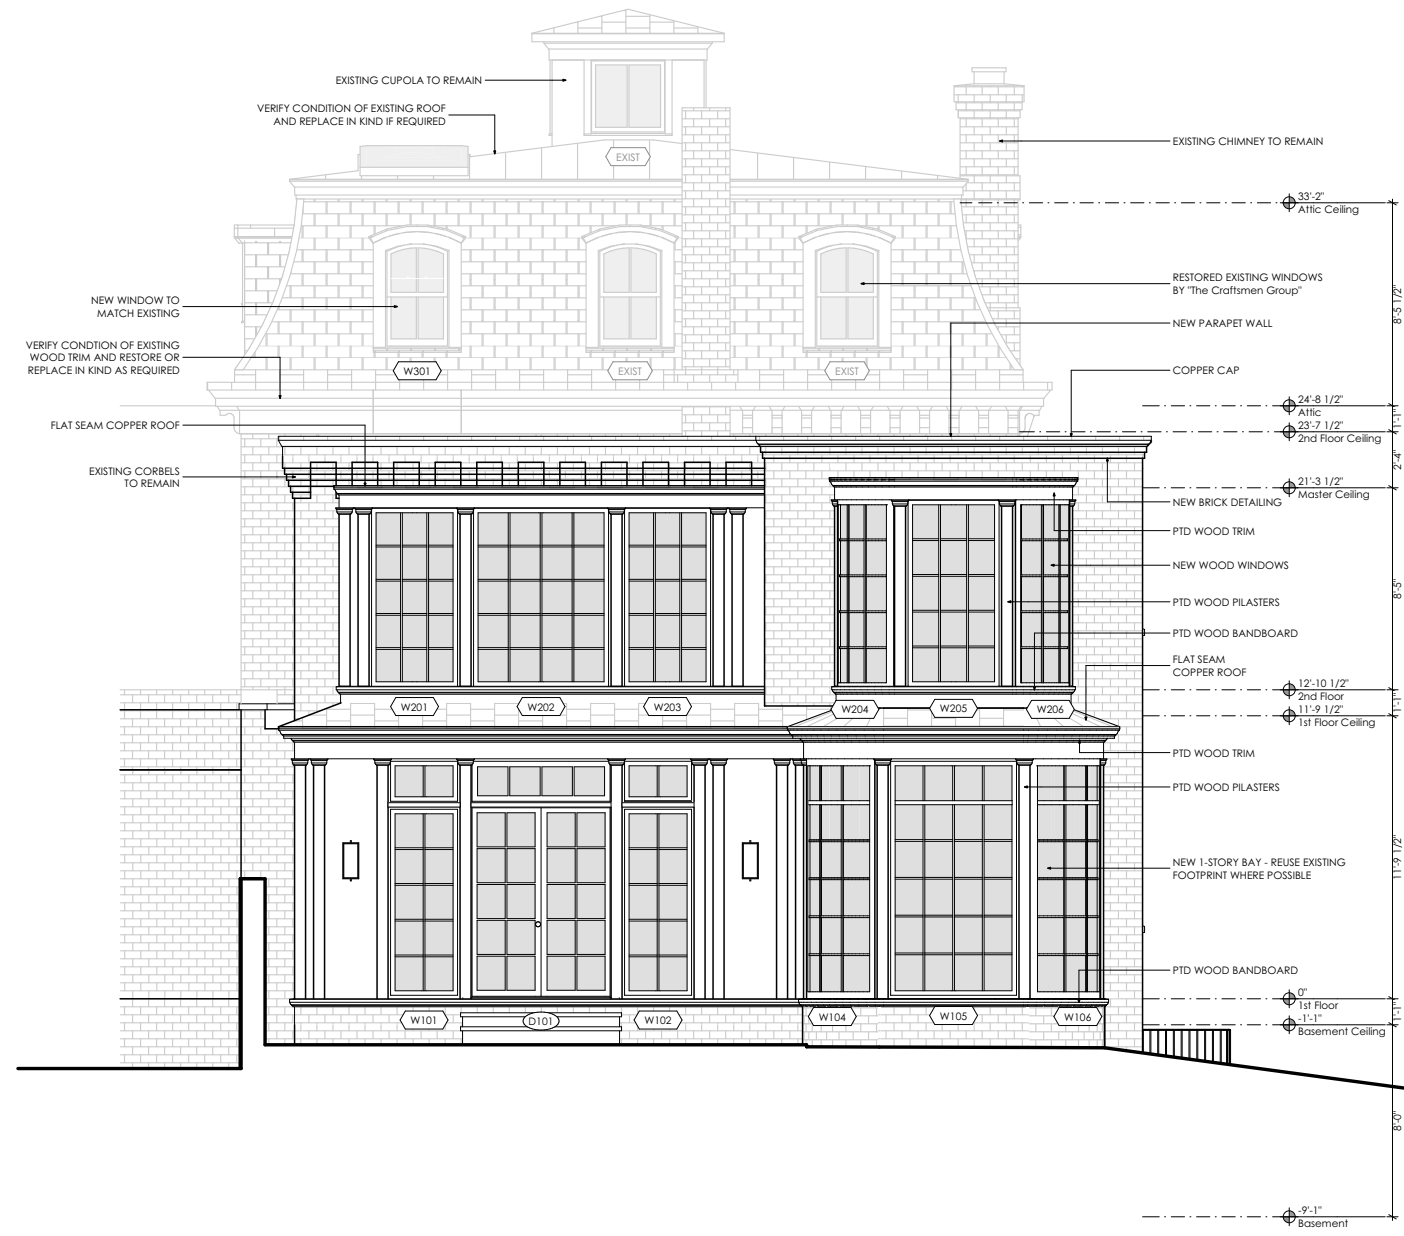 EXISTING CUPOLA TO REMAIN
VERIFY CONDITION OF EXISTING ROOF
AND REPLACE IN KIND IF REQUIRED
EXISTING CHIMNEY TO REMAIN
EXIST
33'-2"
Attic Ceiling
RESTORED EXISTING WINDOWS
BY "The Craftsmen Group"
8'-5 1/2"
NEW WINDOW TO
MATCH EXISTING
NEW PARAPET WALL
VERIFY CONDTION OF EXISTING
WOOD TRIM AND RESTORE OR
REPLACE IN KIND AS REQUIRED
W301
EXIST
EXIST
COPPER CAP
24'-8 1/2"
Attic
1'-1"
FLAT SEAM COPPER ROOF
23'-7 1/2"
2nd Floor Ceiling
2'-4"
EXISTING CORBELS
TO REMAIN
21'-3 1/2"
Master Ceiling
NEW BRICK DETAILING
PTD WOOD TRIM
NEW WOOD WINDOWS
8'-5"
PTD WOOD PILASTERS
PTD WOOD BANDBOARD
FLAT SEAM
COPPER ROOF
12'-10 1/2"
2nd Floor
1'-1"
W201
W202
W203
W204
W205
W206
11'-9 1/2"
1st Floor Ceiling
PTD WOOD TRIM
PTD WOOD PILASTERS
11'-9 1/2"
NEW 1-STORY BAY - REUSE EXISTING
FOOTPRINT WHERE POSSIBLE
PTD WOOD BANDBOARD
0"
1st Floor
1'-1"
W101
D101
W102
W104
W105
W106
-1'-1"
Basement Ceiling
8'-0"
-9'-1"
Basement